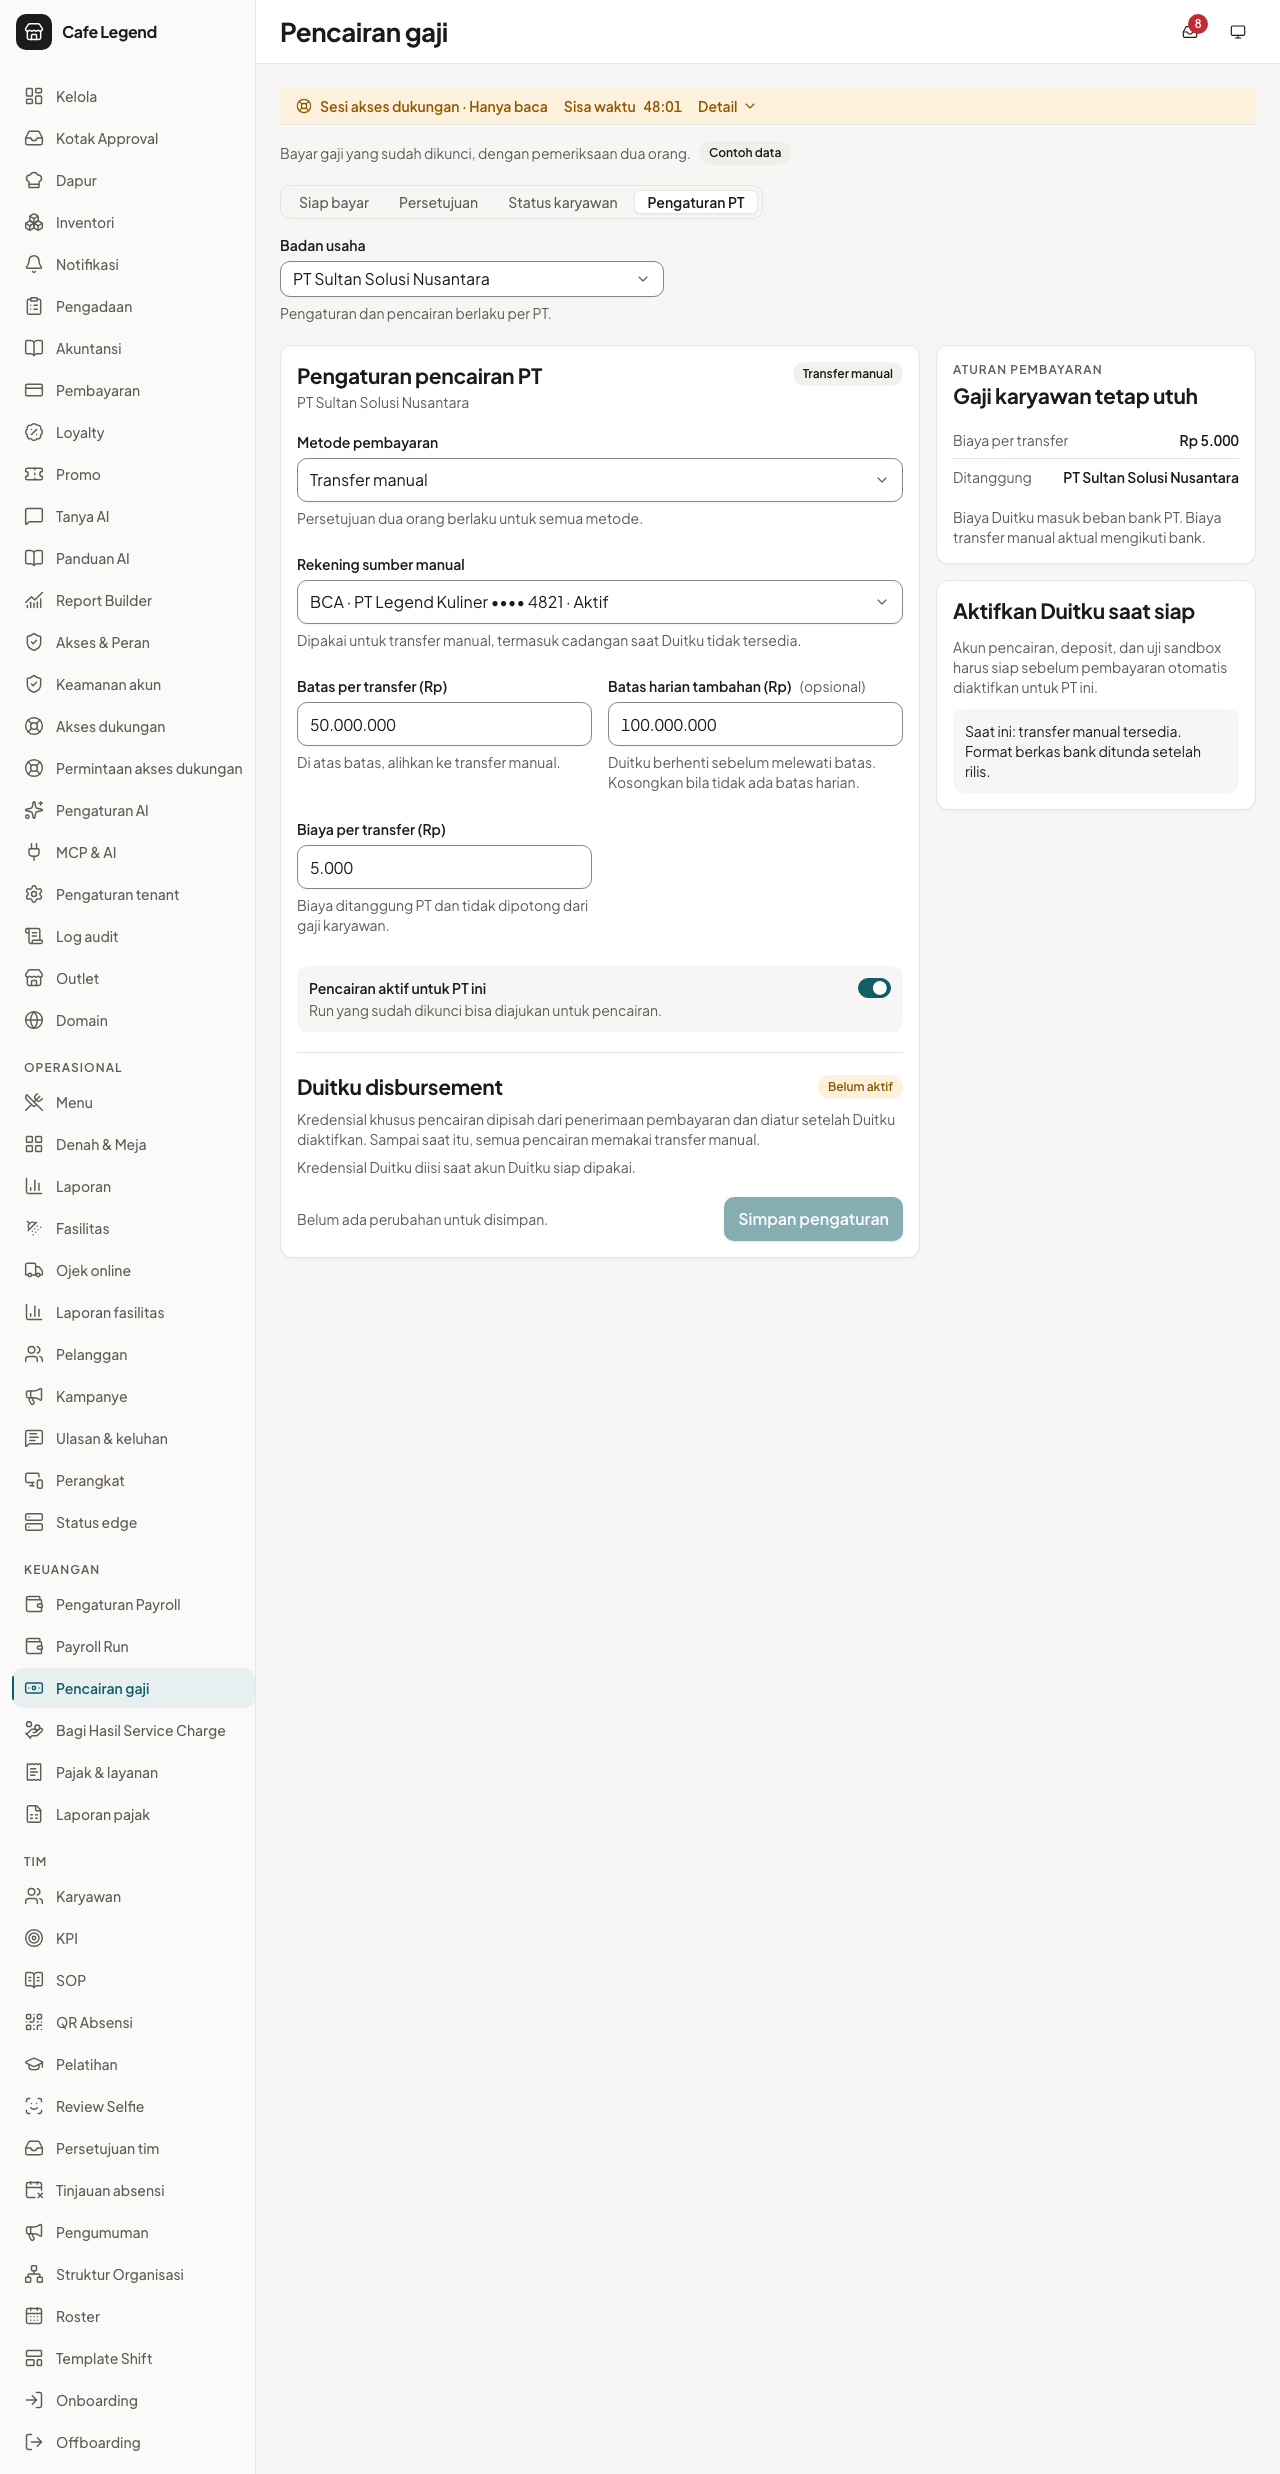 Cafe Legend
Kelola
Kotak Approval
Dapur
Inventori
Notifikasi
Pengadaan
Akuntansi
Pembayaran
Loyalty
Promo
Tanya AI
Panduan AI
Report Builder
Akses & Peran
Keamanan akun
Akses dukungan
Permintaan akses dukungan
Pengaturan AI
MCP & AI
Pengaturan tenant
Log audit
Outlet
Domain
OPERASIONAL
Menu
Denah & Meja
Laporan
Fasilitas
Ojek online
Laporan fasilitas
Pelanggan
Kampanye
Ulasan & keluhan
Perangkat
Status edge
KEUANGAN
Pengaturan Payroll
Payroll Run
Pencairan gaji
Bagi Hasil Service Charge
Pajak & layanan
Laporan pajak
TIM
Karyawan
KPI
SOP
QR Absensi
Pelatihan
Review Selfie
Persetujuan tim
Tinjauan absensi
Pengumuman
Struktur Organisasi
Roster
Template Shift
Onboarding
Offboarding
Pencairan gaji
8
Sesi akses dukungan · Hanya baca Sisa waktu 48:01 Detail
Bayar gaji yang sudah dikunci, dengan pemeriksaan dua orang. Contoh data
Siap bayar Persetujuan Status karyawan Pengaturan PT
Badan usaha
PT Sultan Solusi Nusantara
Pengaturan dan pencairan berlaku per PT.
Pengaturan pencairan PT Transfer manual
PT Sultan Solusi Nusantara
Metode pembayaran
Transfer manual
Persetujuan dua orang berlaku untuk semua metode.
Rekening sumber manual
BCA · PT Legend Kuliner •••• 4821 · Aktif
Dipakai untuk transfer manual, termasuk cadangan saat Duitku tidak tersedia.
Batas per transfer (Rp)
50.000.000
Di atas batas, alihkan ke transfer manual.
Batas harian tambahan (Rp) (opsional)
100.000.000
Duitku berhenti sebelum melewati batas.
Kosongkan bila tidak ada batas harian.
Biaya per transfer (Rp)
5.000
Biaya ditanggung PT dan tidak dipotong dari
gaji karyawan.
Pencairan aktif untuk PT ini
Run yang sudah dikunci bisa diajukan untuk pencairan.
Duitku disbursement Belum aktif
Kredensial khusus pencairan dipisah dari penerimaan pembayaran dan diatur setelah Duitku
diaktifkan. Sampai saat itu, semua pencairan memakai transfer manual.
Kredensial Duitku diisi saat akun Duitku siap dipakai.
Belum ada perubahan untuk disimpan. Simpan pengaturan
ATURAN PEMBAYARAN
Gaji karyawan tetap utuh
Biaya per transfer Rp 5.000
Ditanggung PT Sultan Solusi Nusantara
Biaya Duitku masuk beban bank PT. Biaya
transfer manual aktual mengikuti bank.
Aktifkan Duitku saat siap
Akun pencairan, deposit, dan uji sandbox
harus siap sebelum pembayaran otomatis
diaktifkan untuk PT ini.
Saat ini: transfer manual tersedia.
Format berkas bank ditunda setelah
rilis.